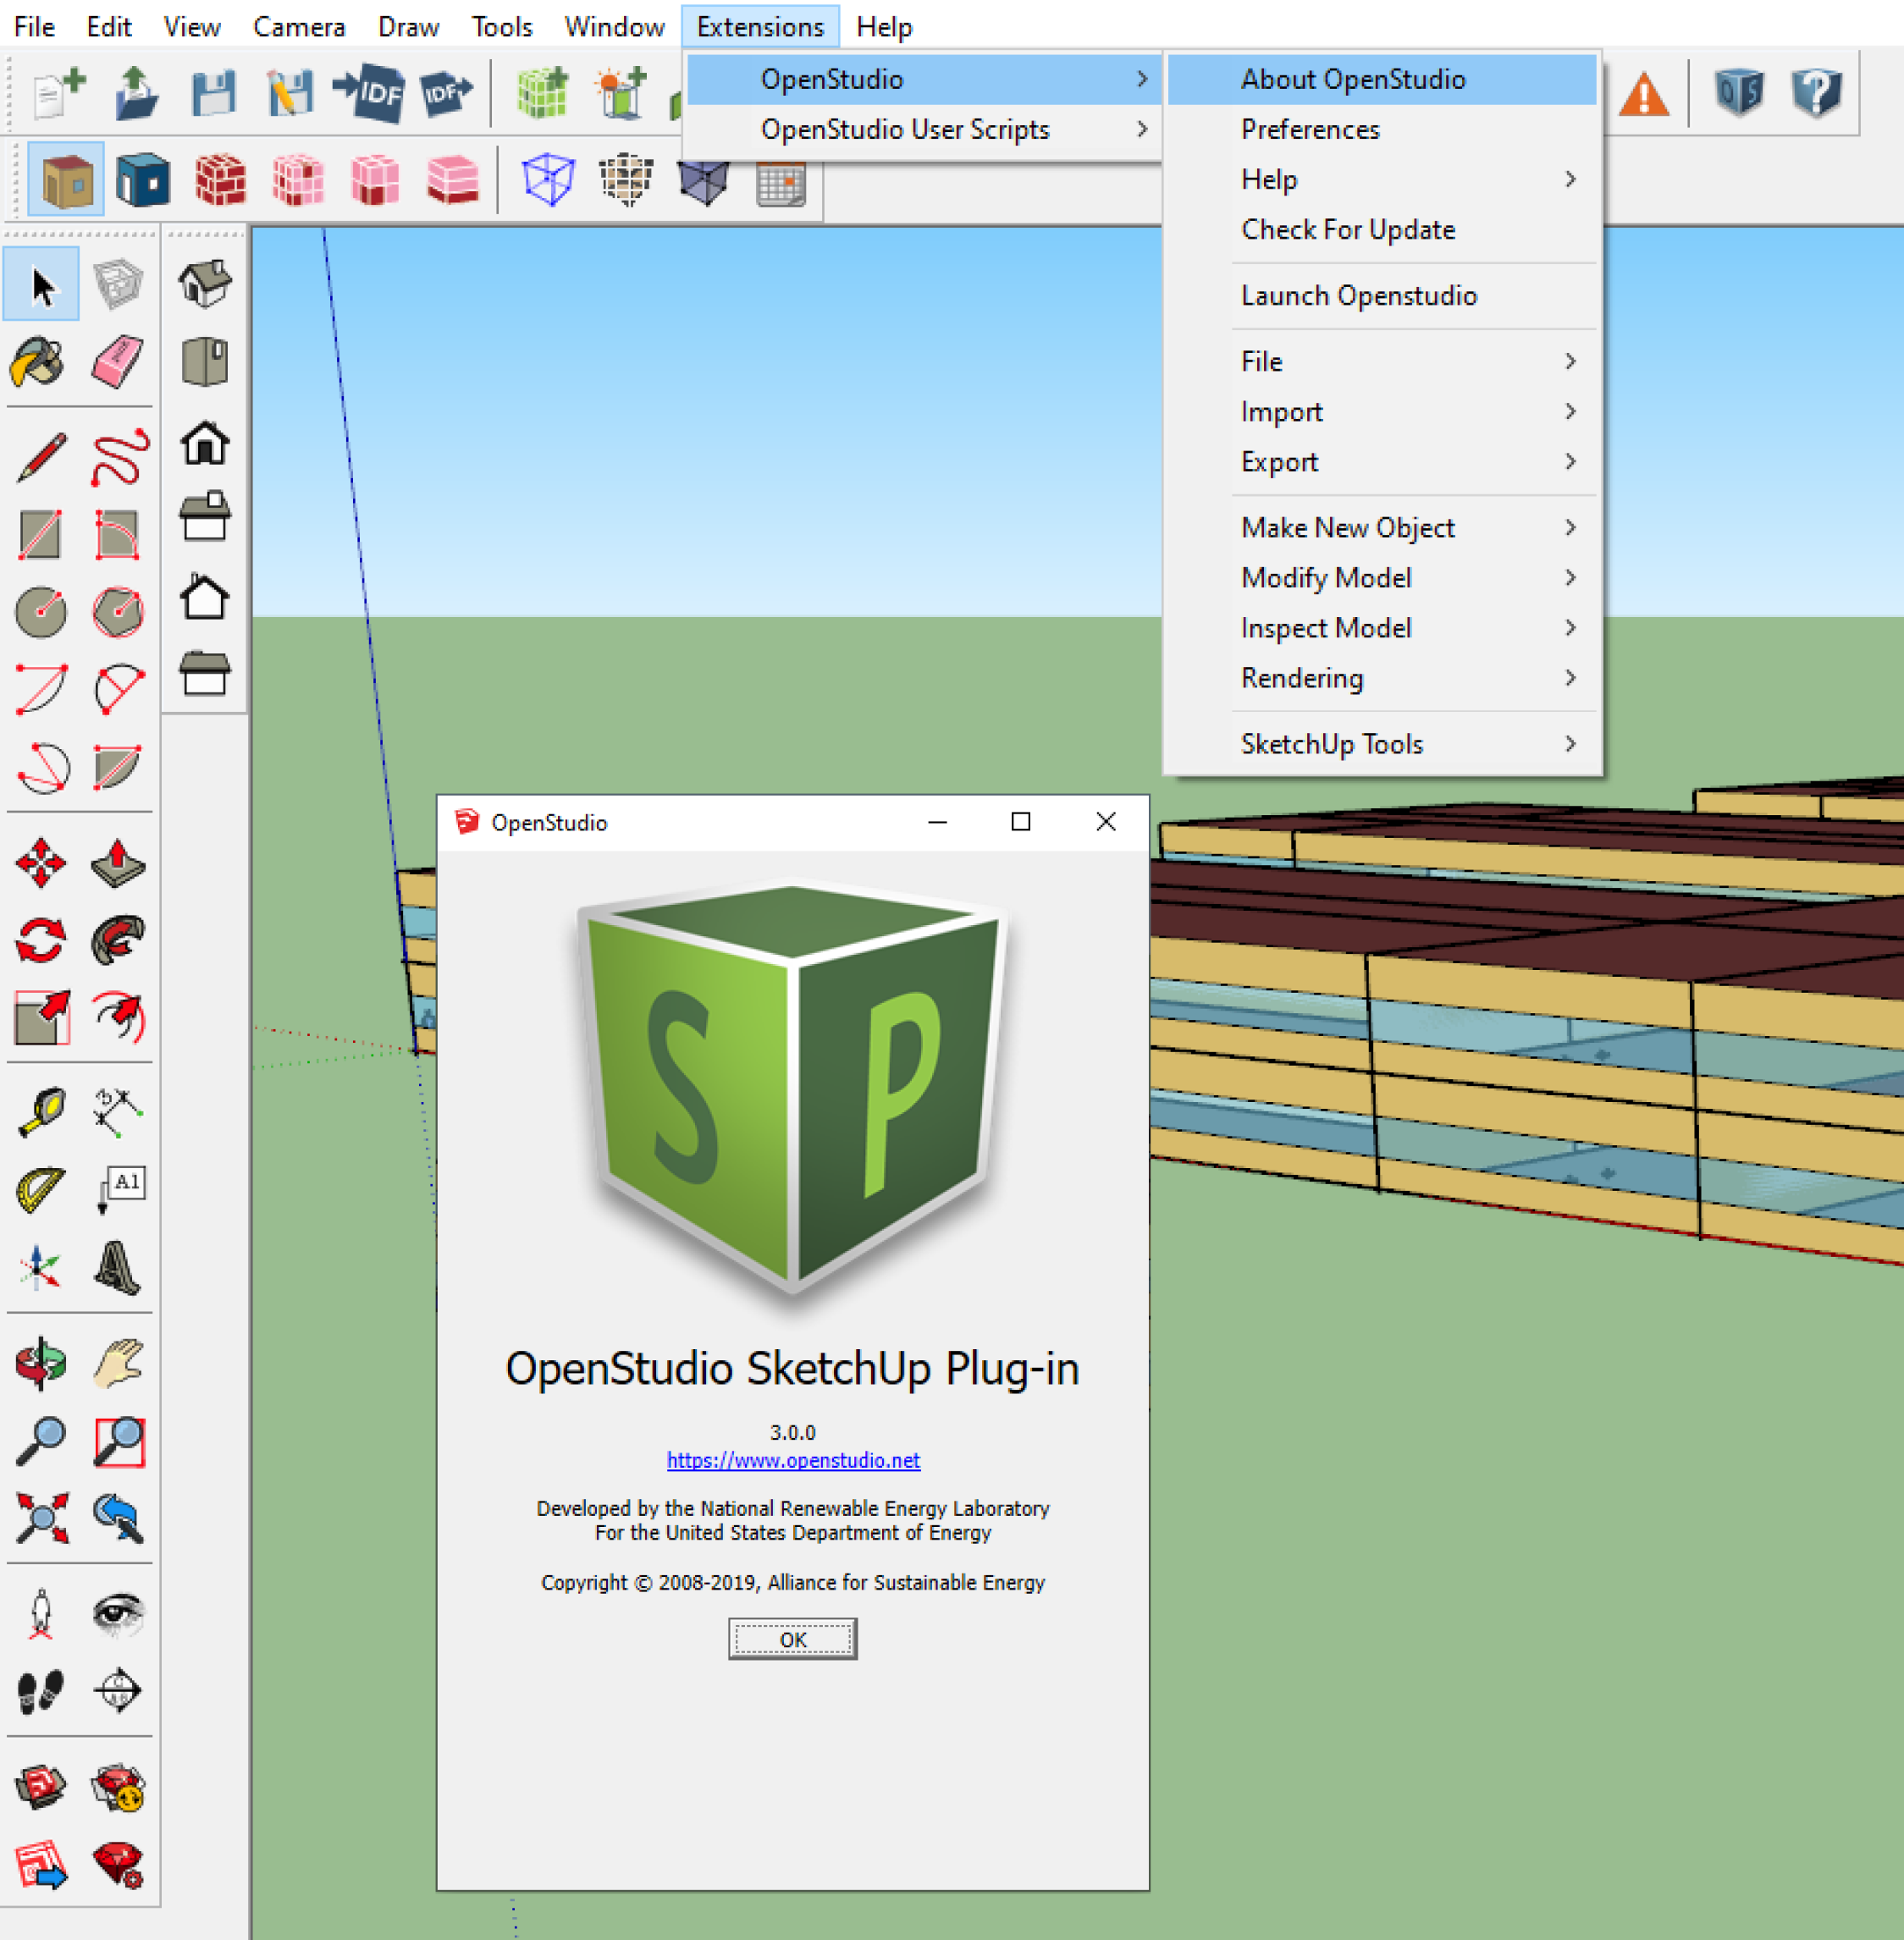 File Edit View Camera Draw Tools Window Extensions Help
IDF IDF
OpenStudio
OpenStudio User Scripts
About OpenStudio
Preferences
Help
Check For Update
Launch Openstudio
File
Import
Export
Make New Object
Modify Model
Inspect Model
Rendering
SketchUp Tools
OS ?
A1
OpenStudio
S P
OpenStudio SketchUp Plug-in
3.0.0
https://www.openstudio.net
Developed by the National Renewable Energy Laboratory
For the United States Department of Energy
Copyright © 2008-2019, Alliance for Sustainable Energy
OK